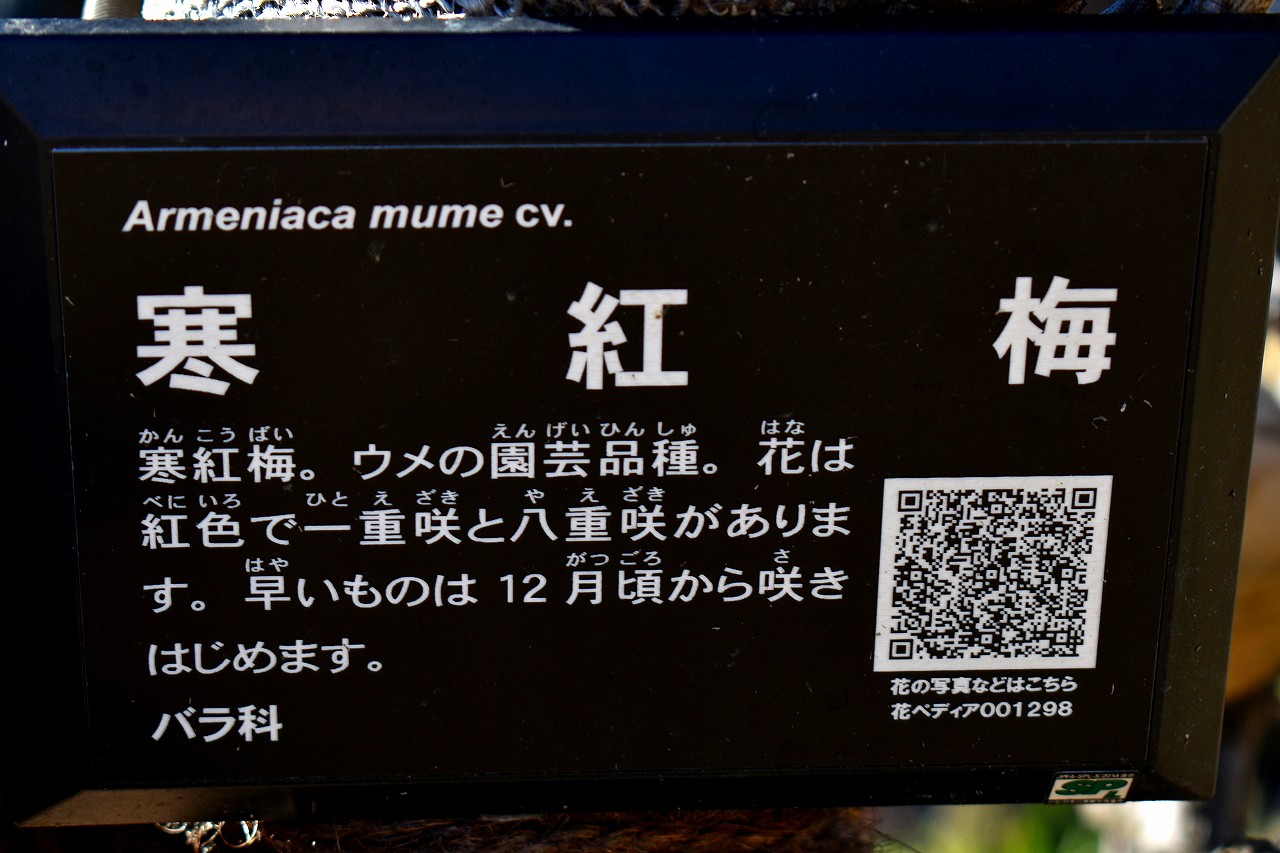 Armeniaca mume cv.
寒紅梅
かんこうばい えんげいひんしゅ はな
寒紅梅。ウメの園芸品種。花は
べにいろ ひとえざき やえざき
紅色で一重咲と八重咲がありま
はや がつごろ さ
す。早いものは12月頃から咲き
はじめます。
バラ科
花の写真などはこちら
花ペディア001298